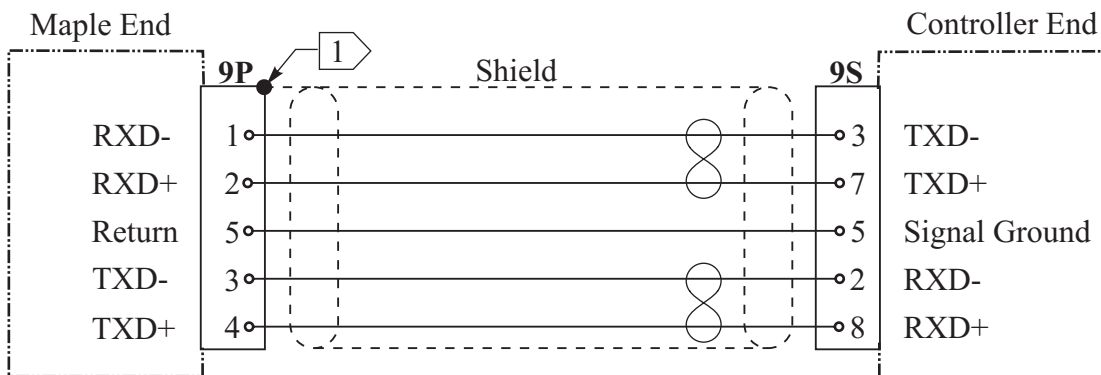 Maple End
Controller End
1
9P
Shield
9S
RXD- 1 3 TXD-
RXD+ 2 7 TXD+
Return 5 5 Signal Ground
TXD- 3 2 RXD-
TXD+ 4 8 RXD+